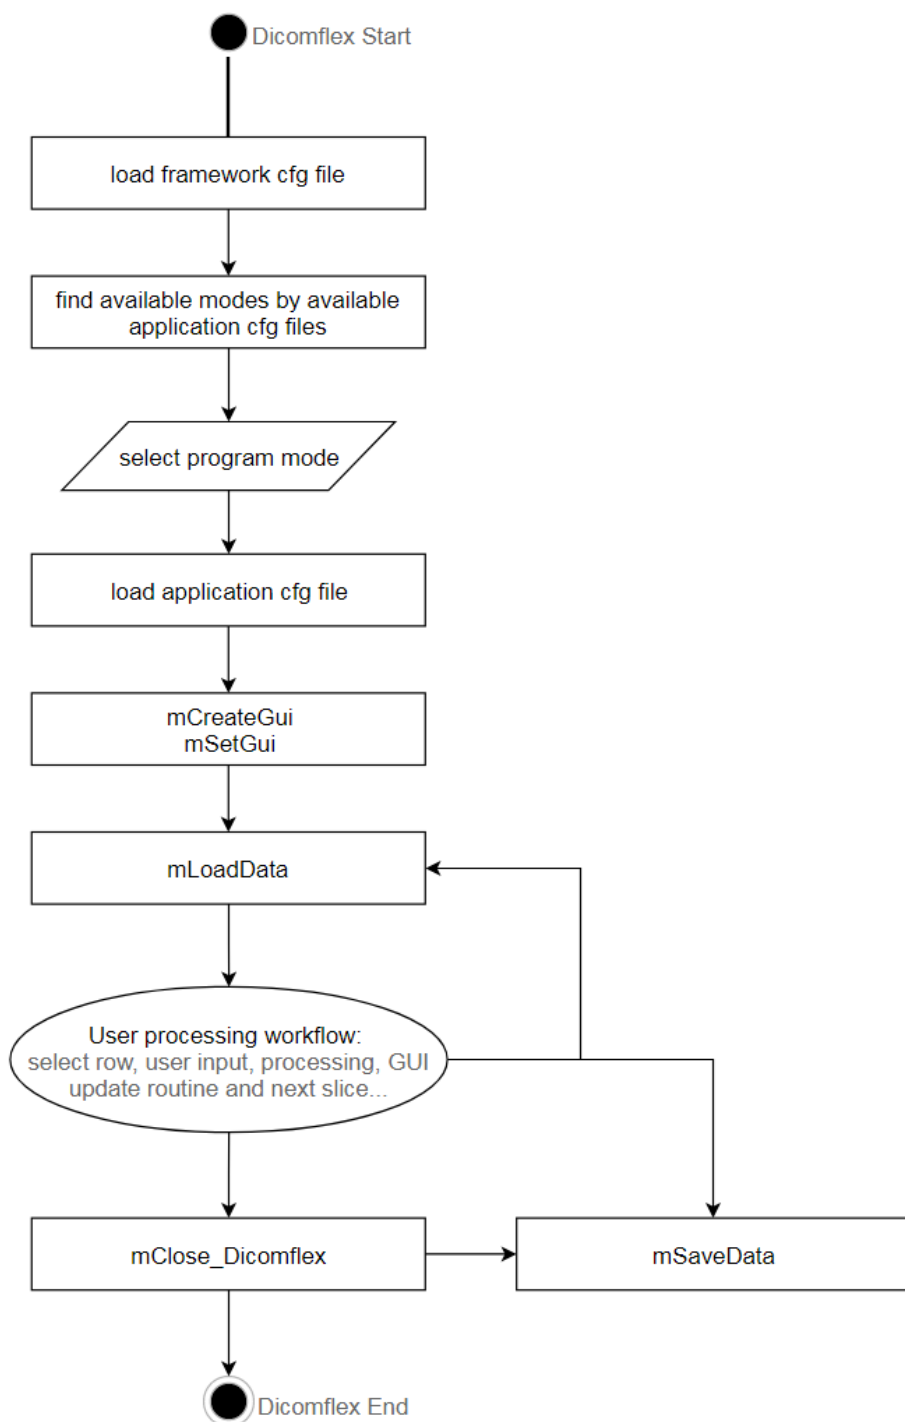 Dicomflex Start
load framework cfg file
find available modes by available
application cfg files
select program mode
load application cfg file
mCreateGui
mSetGui
mLoadData
User processing workflow:
select row, user input, processing, GUI
update routine and next slice...
mClose_Dicomflex
mSaveData
Dicomflex End